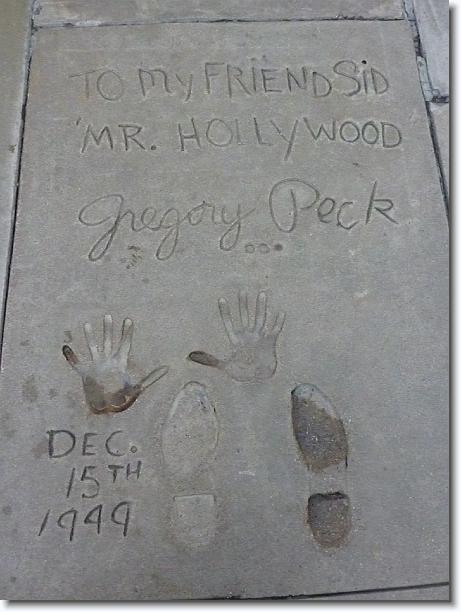 TO MY FRIEND SID
'MR. HOLLYWOOD
Gregory Peck
DEC.
15TH
1949